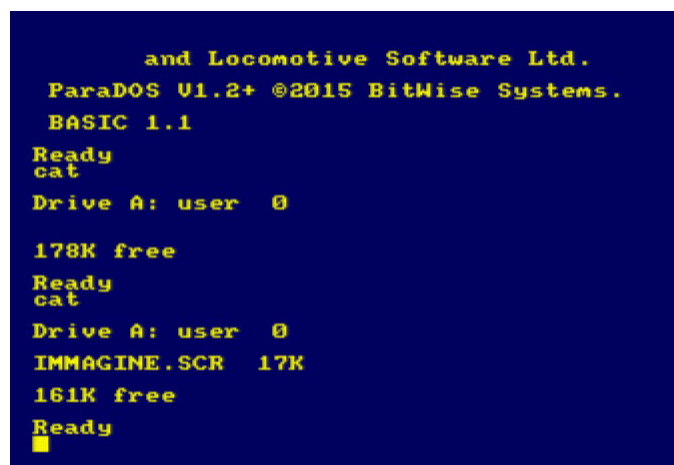 and Locomotive Software Ltd.
ParaDOS V1.2+ ©2015 BitWise Systems.
BASIC 1.1
Ready
cat
Drive A: user 0
178K free
Ready
cat
Drive A: user 0
IMMAGINE.SCR 17K
161K free
Ready